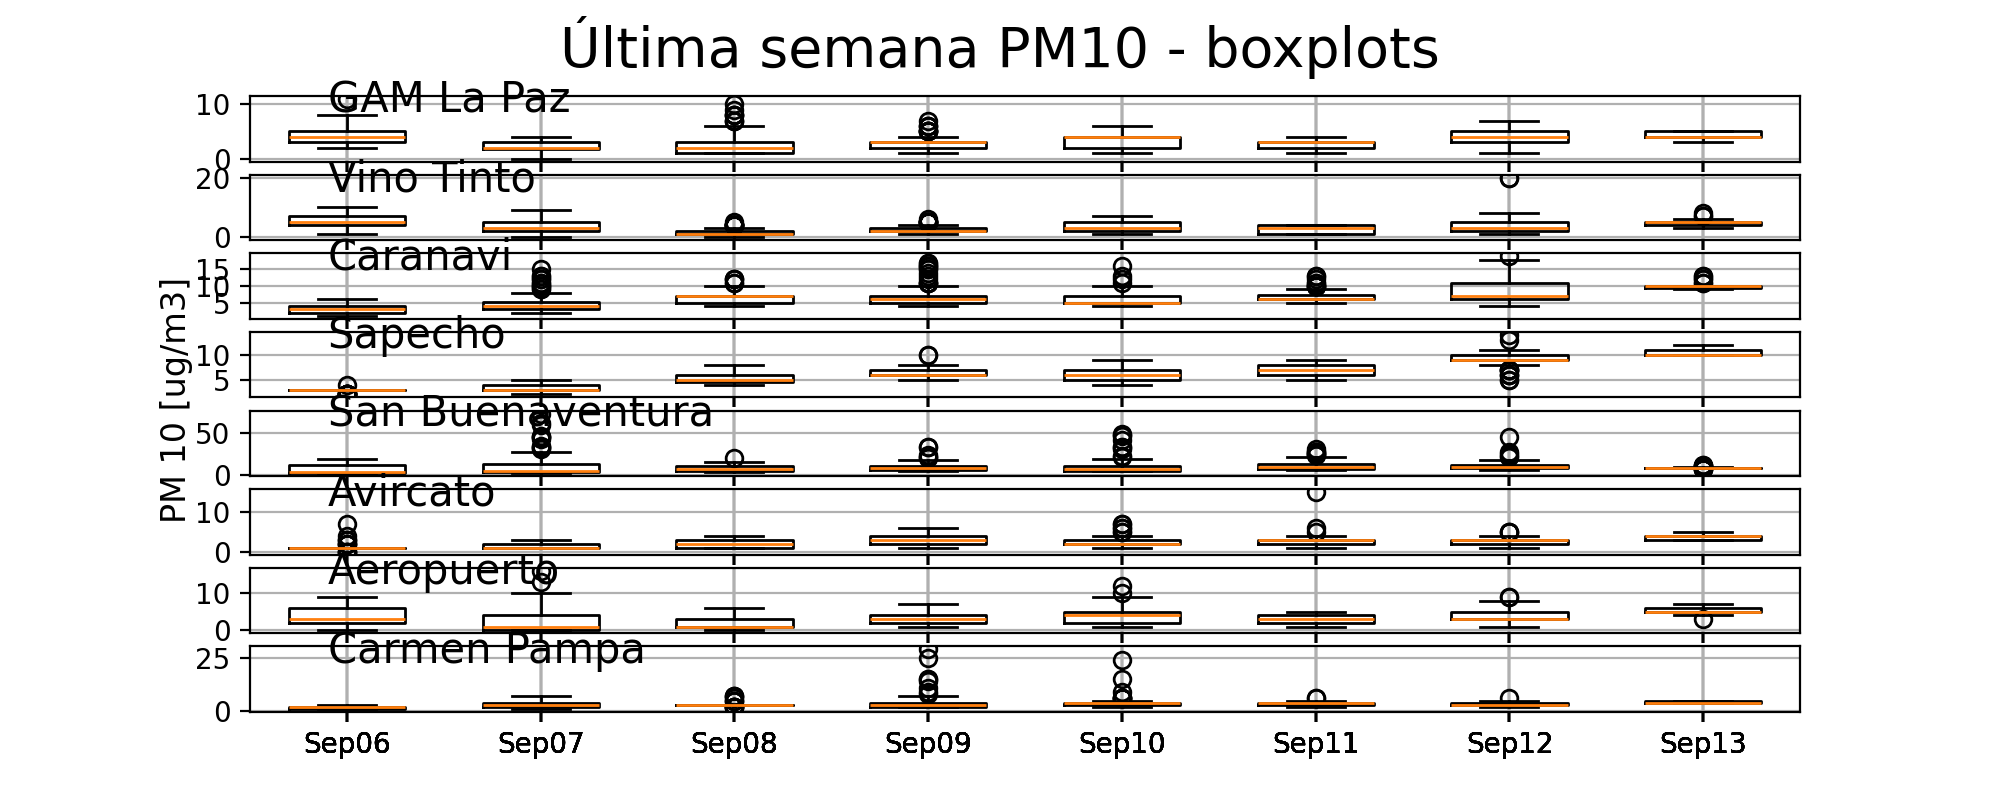 Última semana PM10 - boxplots
GAM La Paz
10
0
Vino Tinto
20
0
Caranavi
15
10
5
Sapecho
10
5
San Buenaventura
50
0
Avircato
10
0
Aeropuerto
10
0
Carmen Pampa
25
0
PM 10 [ug/m3]
Sep06 Sep07 Sep08 Sep09 Sep10 Sep11 Sep12 Sep13